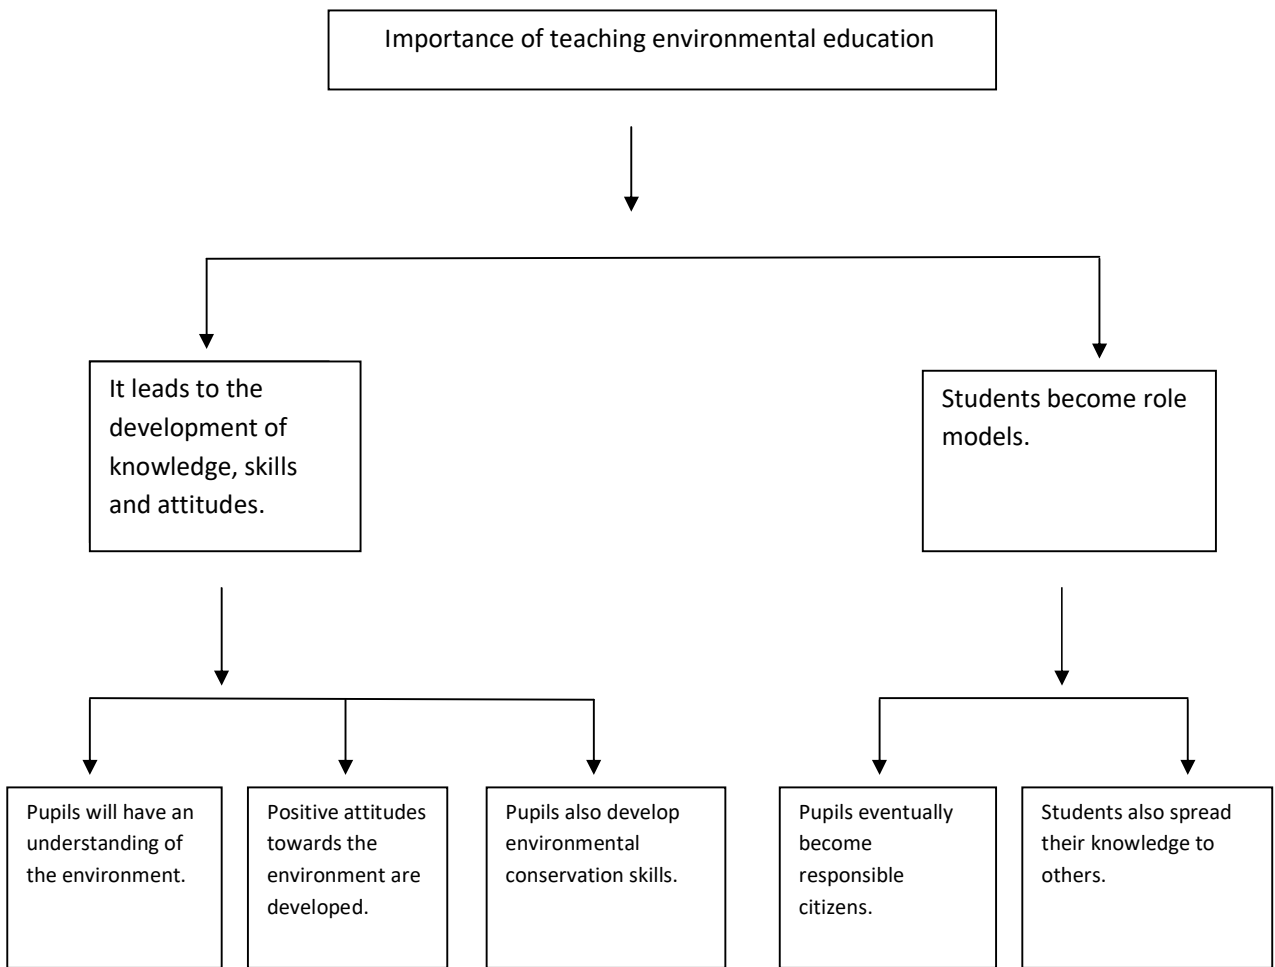 Importance of teaching environmental education
It leads to the
development of
knowledge, skills
and attitudes.
Students become role
models.
Pupils will have an
understanding of
the environment.
Positive attitudes
towards the
environment are
developed.
Pupils also develop
environmental
conservation skills.
Pupils eventually
become
responsible
citizens.
Students also spread
their knowledge to
others.